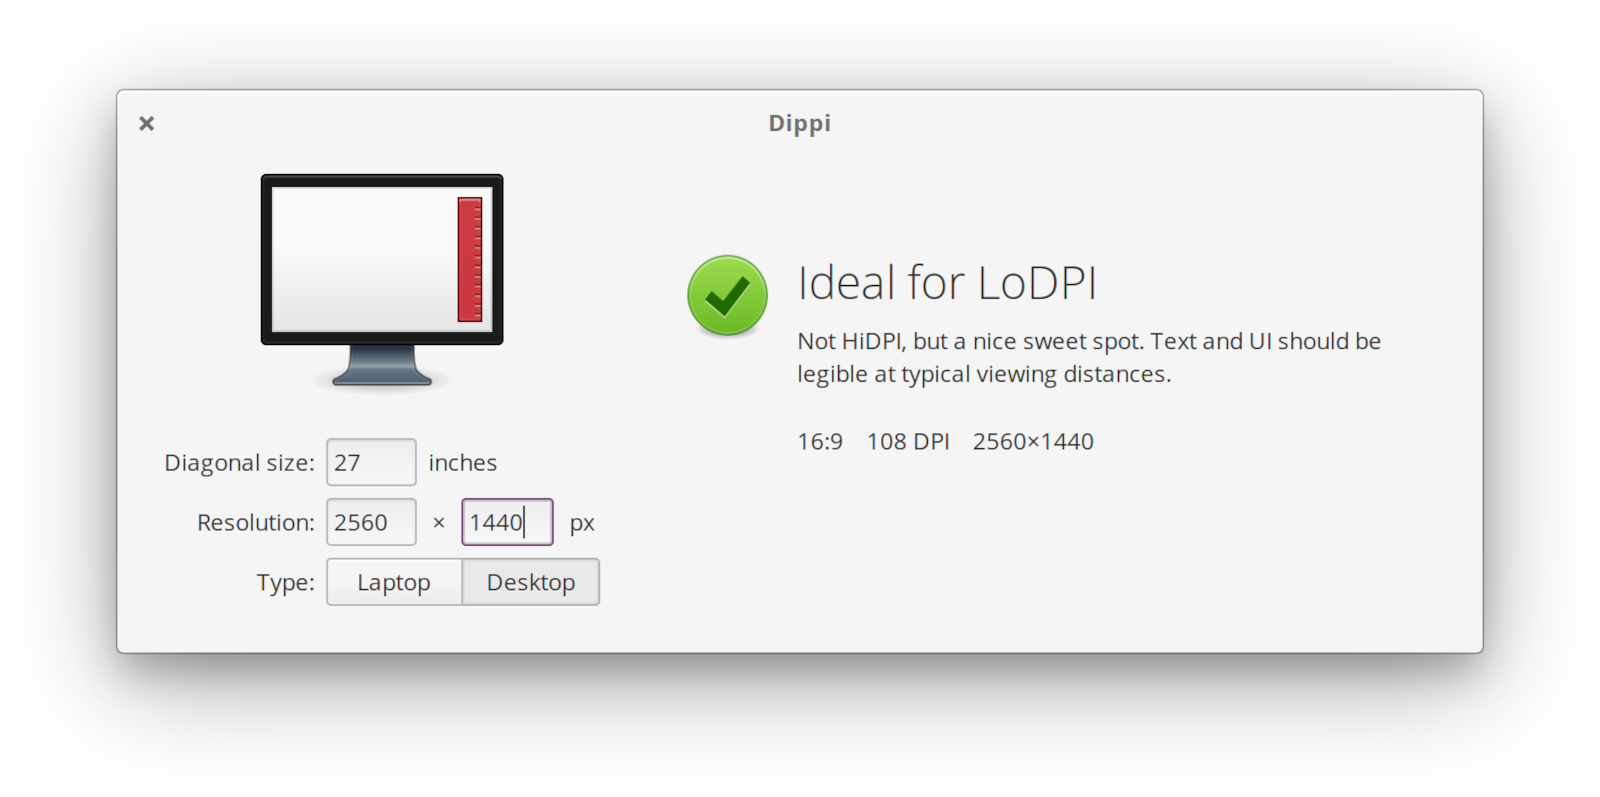 Dippi
Ideal for LoDPI
Not HiDPI, but a nice sweet spot. Text and UI should be
legible at typical viewing distances.
16:9 108 DPI 2560×1440
Diagonal size: 27 inches
Resolution: 2560 × 1440 px
Type: Laptop Desktop